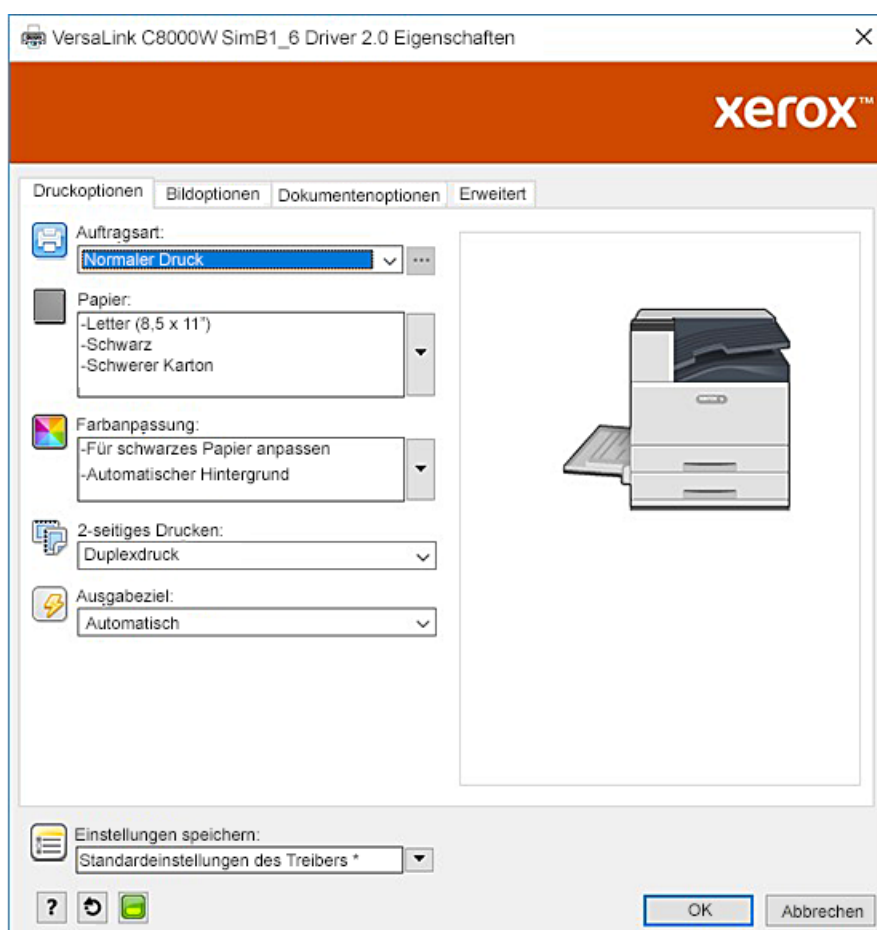 VersaLink C8000W SimB1_6 Driver 2.0 Eigenschaften
xerox™
Druckoptionen Bildoptionen Dokumentenoptionen Erweitert
Auftragsart:
Normaler Druck
Papier:
-Letter (8,5 x 11")
-Schwarz
-Schwerer Karton
Farbanpassung:
-Für schwarzes Papier anpassen
-Automatischer Hintergrund
2-seitiges Drucken:
Duplexdruck
Ausgabeziel:
Automatisch
Einstellungen speichern:
Standardeinstellungen des Treibers *
OK Abbrechen